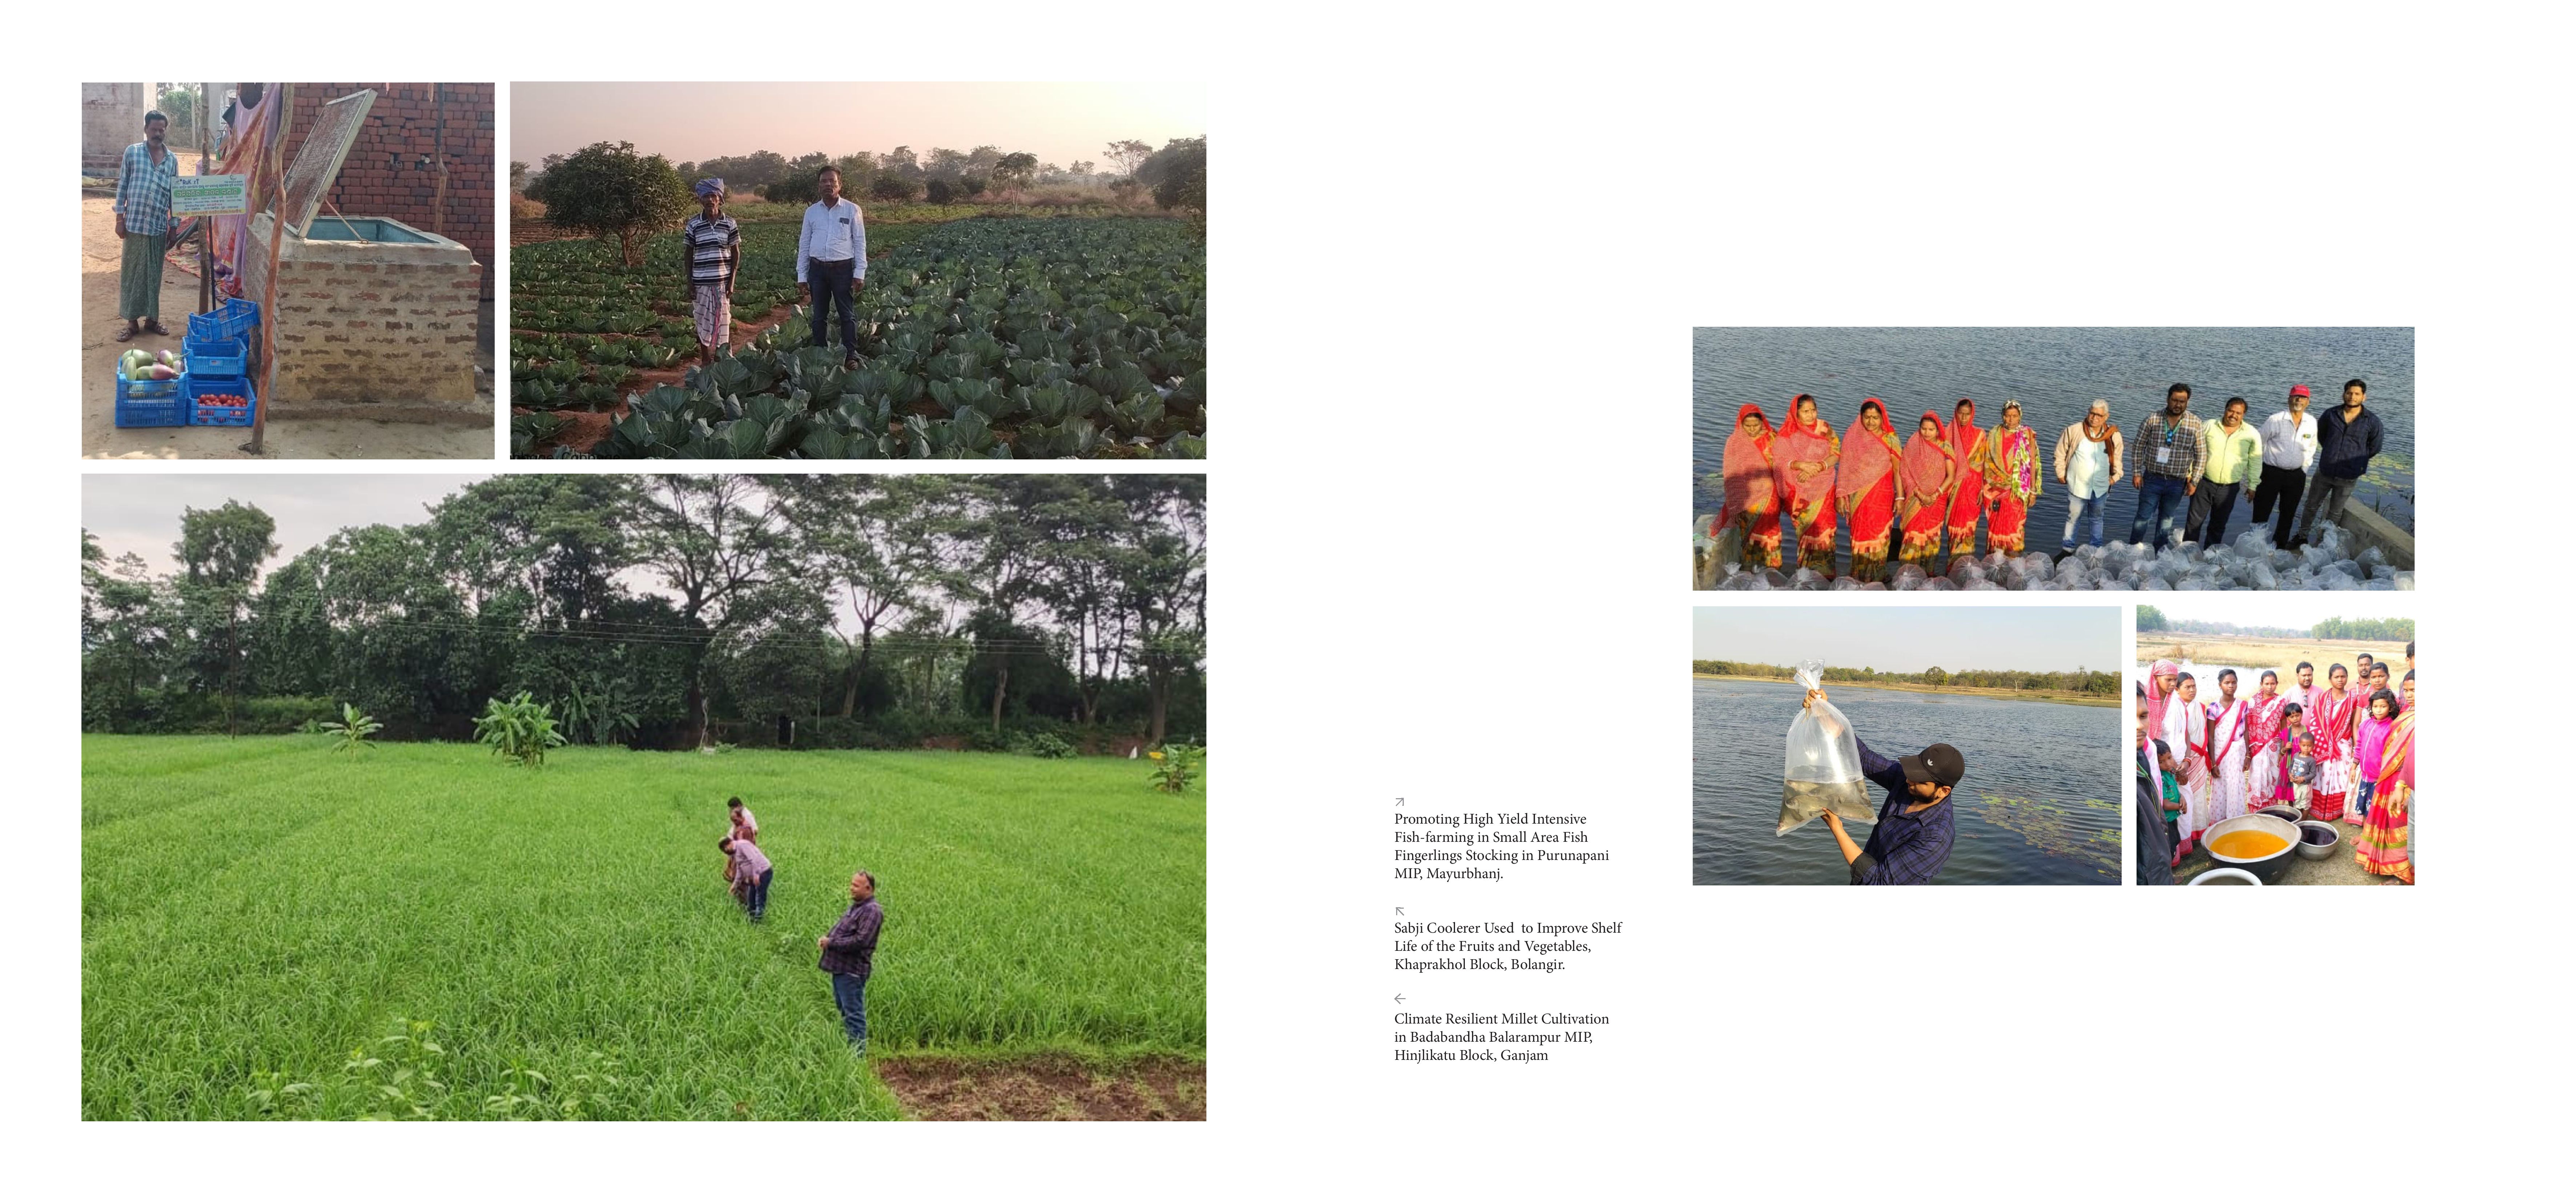 Promoting High Yield Intensive
Fish-farming in Small Area Fish
Fingerlings Stocking in Purunapani
MIP, Mayurbhanj.
Sabji Coolerer Used  to Improve Shelf
Life of the Fruits and Vegetables,
Khaprakhol Block, Bolangir.
Climate Resilient Millet Cultivation
in Badabandha Balarampur MIP,
Hinjlikatu Block, Ganjam